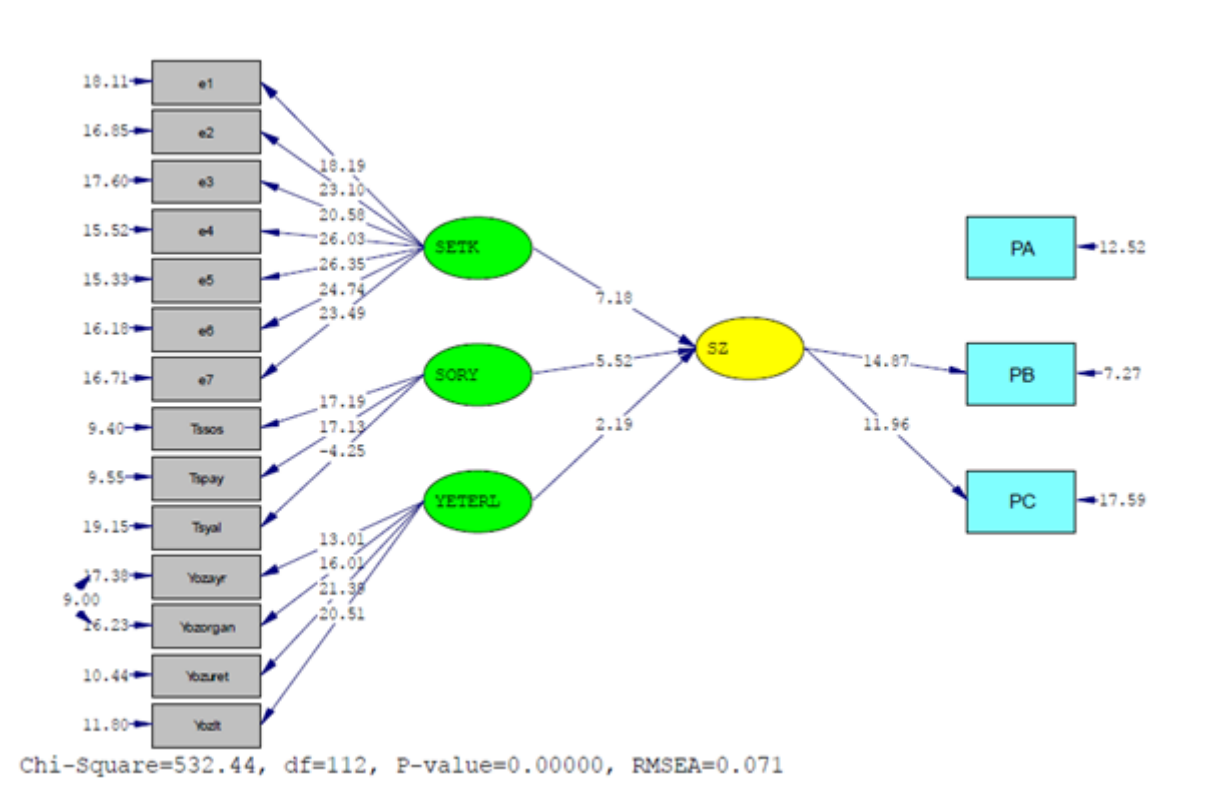 18.11 e1
16.85 e2
17.60 e3
15.52 e4
15.33 e5
16.18 e6
16.71 e7
9.40 Tssos
9.55 Tspay
19.15 Tsyal
17.38 Yozayr
9.00
16.23 Yozorgan
10.44 Yozuret
11.80 Yozlt
18.19
23.10
20.58
26.03
26.35
24.74
23.49
17.19
17.13
-4.25
13.01
16.01
21.38
20.51
SETK
SORY
YETERL
7.18
5.52
2.19
SZ
14.87
11.96
PA 12.52
PB 7.27
PC 17.59
Chi-Square=532.44, df=112, P-value=0.00000, RMSEA=0.071